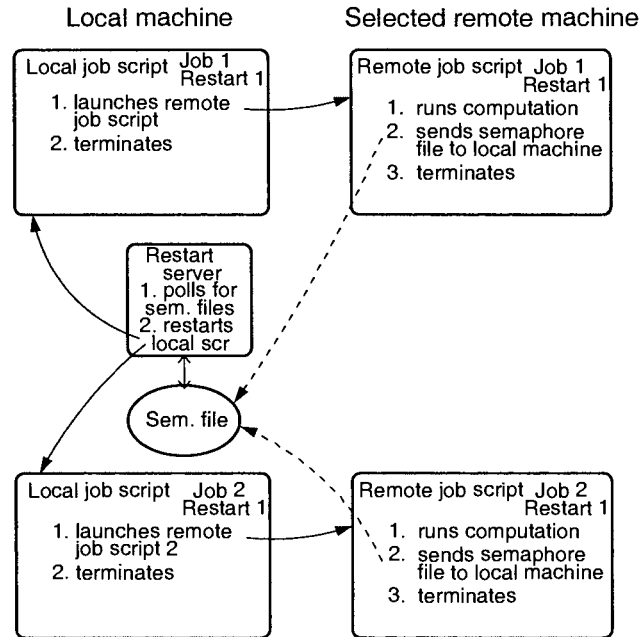 Local machine
Selected remote machine
Local job script Job 1
Restart 1
1. launches remote
job script
2. terminates
Remote job script Job 1
Restart 1
1. runs computation
2. sends semaphore
file to local machine
3. terminates
Restart
server
1. polls for
sem. files
2. restarts
local scr
Sem. file
Local job script Job 2
Restart 1
1. launches remote
job script 2
2. terminates
Remote job script Job 2
Restart 1
1. runs computation
2. sends semaphore
file to local machine
3. terminates